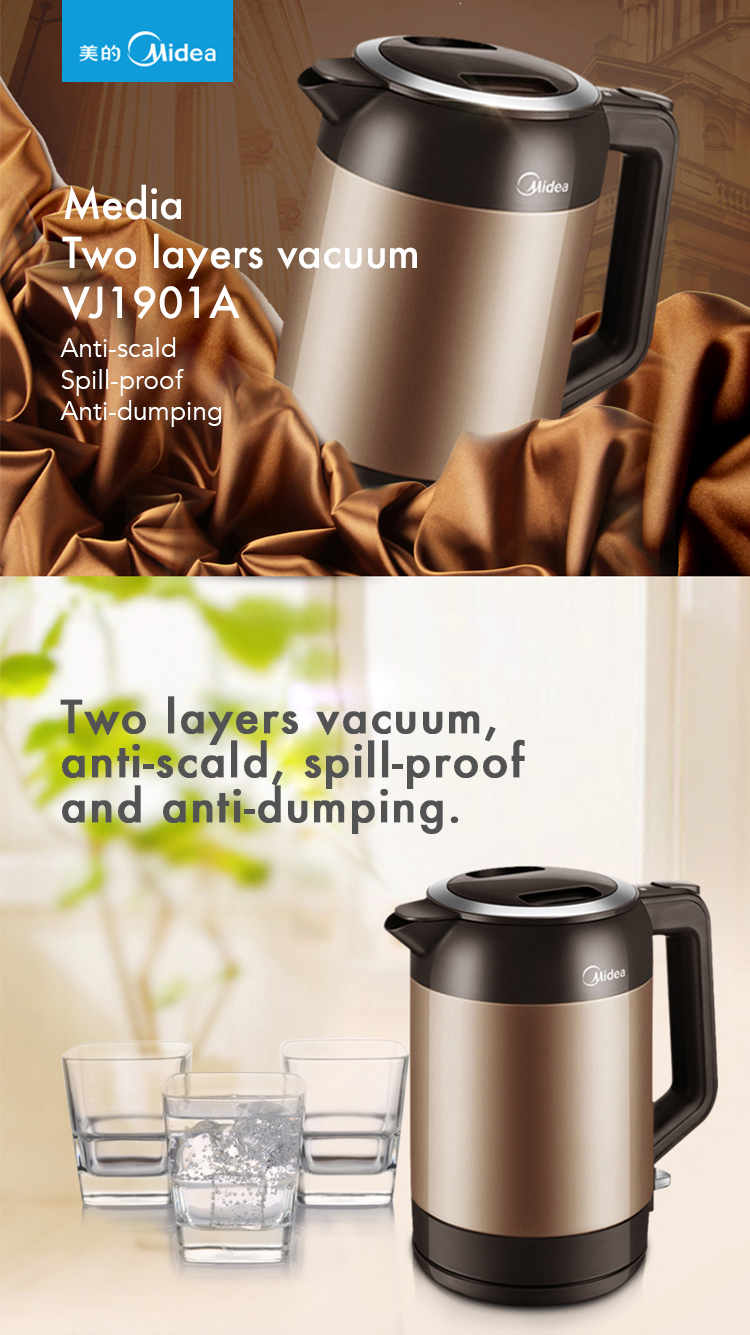 美的 Midea
Midea
Media
Two layers vacuum
VJ1901A
Anti-scald
Spill-proof
Anti-dumping
Two layers vacuum,
anti-scald, spill-proof
and anti-dumping.
Midea